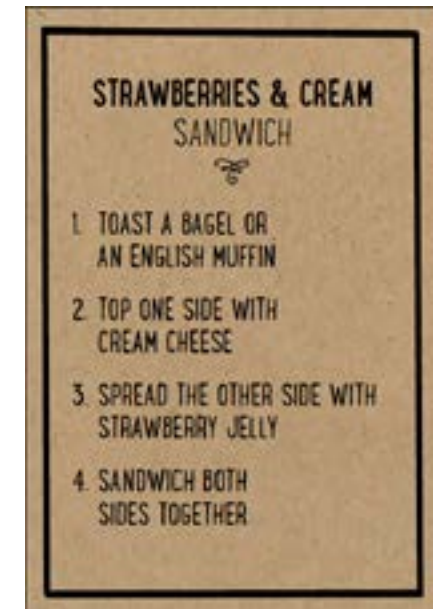 STRAWBERRIES & CREAM
SANDWICH
1. TOAST A BAGEL OR
AN ENGLISH MUFFIN
2. TOP ONE SIDE WITH
CREAM CHEESE
3. SPREAD THE OTHER SIDE WITH
STRAWBERRY JELLY
4. SANDWICH BOTH
SIDES TOGETHER